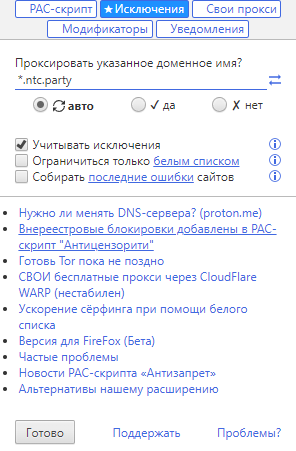 PAC-скрипт ★Исключения Свои прокси
Модификаторы Уведомления
Проксировать указанное доменное имя?
*.ntc.party
авто ✓ да ✗ нет
Учитывать исключения
Ограничиться только белым списком
Собирать последние ошибки сайтов
Нужно ли менять DNS-сервера? (proton.me)
Внереестровые блокировки добавлены в PAC-
скрипт "Антицензорити"
Готовь Tor пока не поздно
СВОИ бесплатные прокси через CloudFlare
WARP (нестабилен)
Ускорение сёрфинга при помощи белого
списка
Версия для FireFox (Бета)
Частые проблемы
Новости PAC-скрипта «Антизапрет»
Альтернативы нашему расширению
Готово Поддержать Проблемы?